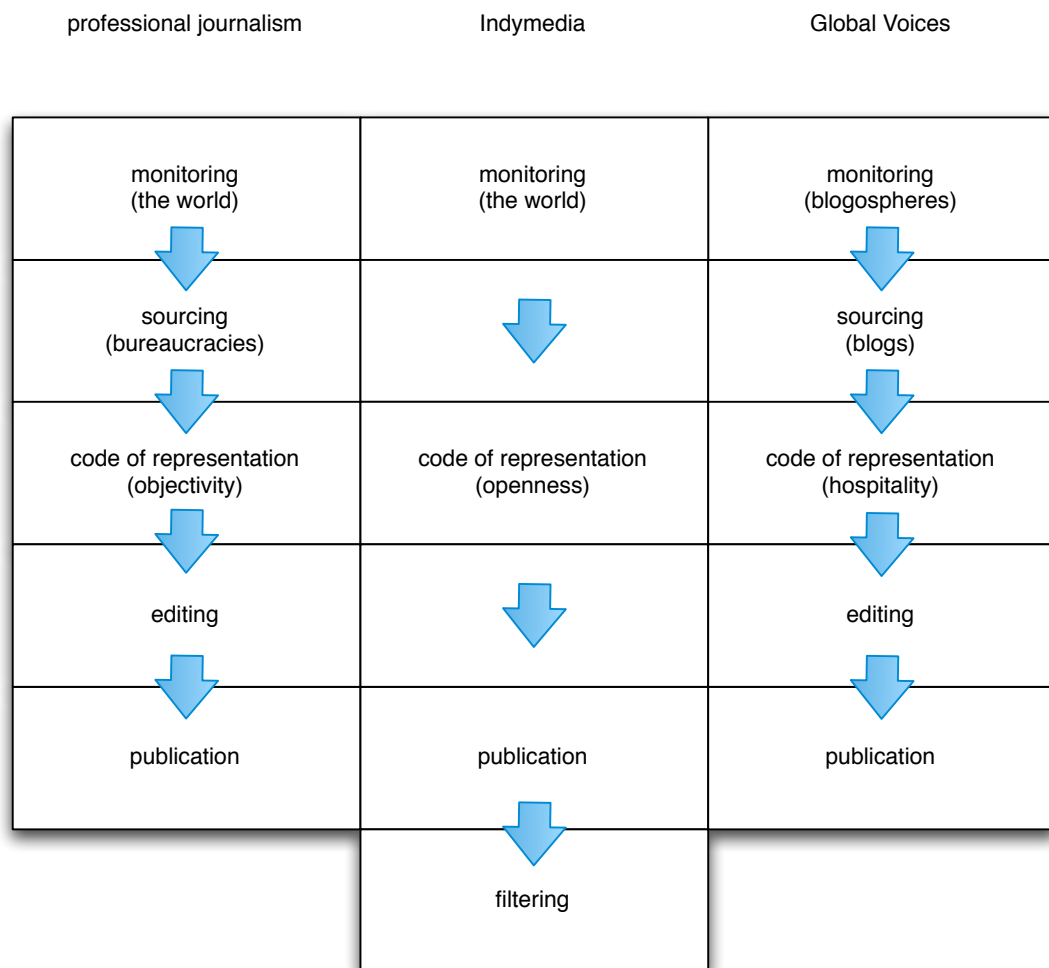 professional journalism
Indymedia
Global Voices
monitoring
(the world)
monitoring
(the world)
monitoring
(blogospheres)
sourcing
(bureaucracies)
sourcing
(blogs)
code of representation
(objectivity)
code of representation
(openness)
code of representation
(hospitality)
editing
editing
publication
publication
publication
filtering